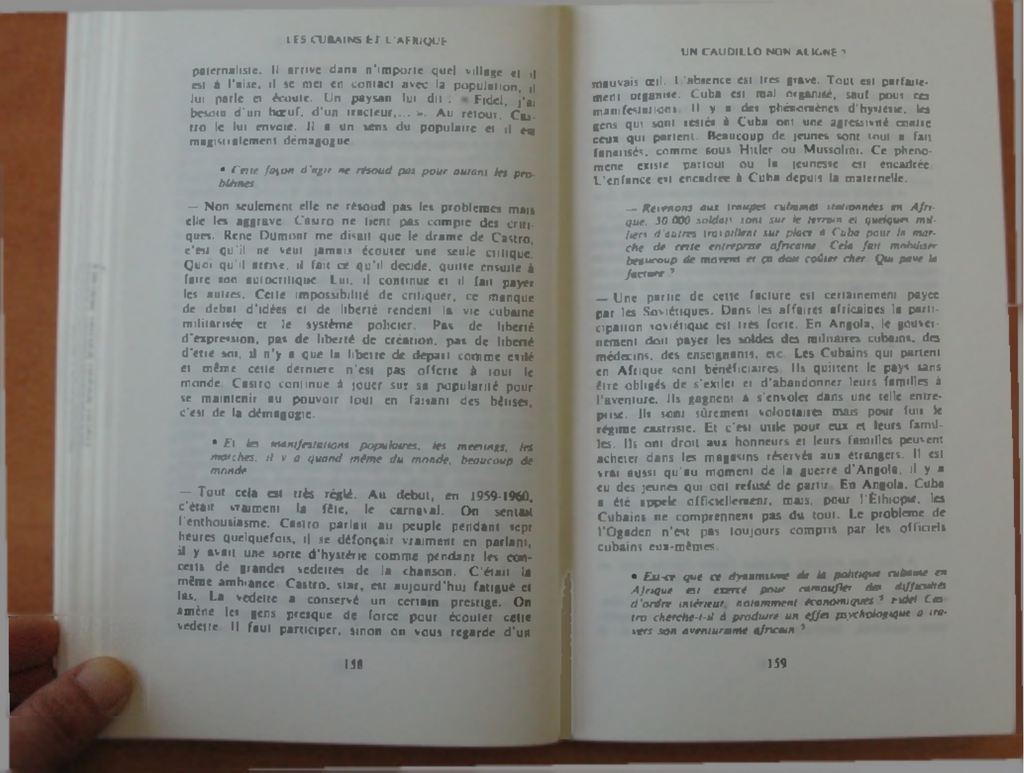 LES CUBAINS ET L'AFRIQUE
paternaliste. Il arrive dans n'importe quel village et il
est à l'aise, il se met en contact avec la population, il
lui parle et écoute. Un paysan lui dit : « Fidel, j'ai
besoin d'un bœuf, d'un tracteur,... ». Au retour, Cas-
tro le lui envoie. Il a un sens du populaire et il est
magistralement démagogue.
• Cette façon d'agir ne résoud pas pour autant les pro-
blèmes.
— Non seulement elle ne résoud pas les problèmes mais
elle les aggrave. Castro ne tient pas compte des criti-
ques. René Dumont me disait que le drame de Castro,
c'est qu'il ne veut jamais écouter une seule critique.
Quoi qu'il arrive, il fait ce qu'il décide, quitte ensuite à
faire son autocritique. Lui, il continue et il fait payer
les autres. Cette impossibilité de critiquer, ce manque
de débat d'idées et de liberté rendent la vie cubaine
militarisée et le système policier. Pas de liberté
d'expression, pas de liberté de création, pas de liberté
d'être soi, il n'y a que la liberté de départ comme exilé
et même cette dernière n'est pas offerte à tout le
monde. Castro continue à jouer sur sa popularité pour
se maintenir au pouvoir tout en faisant des bêtises,
c'est de la démagogie.
• Et les manifestations populaires, les meetings, les
marches, il y a quand même du monde, beaucoup de
monde
— Tout cela est très réglé. Au début, en 1959-1960,
c'était vraiment la fête, le carnaval. On sentait
l'enthousiasme. Castro parlait au peuple pendant sept
heures quelquefois, il se défonçait vraiment en parlant,
il y avait une sorte d'hystérie comme pendant les con-
certs de grandes vedettes de la chanson. C'était la
même ambiance. Castro, star, est aujourd'hui fatigué et
las. La vedette a conservé un certain prestige. On
amène les gens presque de force pour écouter cette
vedette. Il faut participer, sinon on vous regarde d'un
158
UN CAUDILLO NON ALIGNÉ ?
mauvais œil. L'absence est très grave. Tout est parfaite-
ment organisé. Cuba est mal organisé, sauf pour ces
manifestations. Il y a des phénomènes d'hystérie, les
gens qui sont restés à Cuba ont une agressivité contre
ceux qui partent. Beaucoup de jeunes sont tout à fait
fanatisés, comme sous Hitler ou Mussolini. Ce phéno-
mène existe partout où la jeunesse est encadrée.
L'enfance est encadrée à Cuba depuis la maternelle.
— Revenons aux troupes cubaines stationnées en Afri-
que. 30 000 soldats sont sur le terrain et quelques mil-
liers d'autres travaillent sur place à Cuba pour la mar-
che de cette entreprise africaine. Cela fait mobiliser
beaucoup de moyens et ça doit coûter cher. Qui paye la
facture ?
— Une partie de cette facture est certainement payée
par les Soviétiques. Dans les affaires africaines la parti-
cipation soviétique est très forte. En Angola, le gouver-
nement doit payer les soldes des militaires cubains, des
médecins, des enseignants, etc. Les Cubains qui partent
en Afrique sont bénéficiaires. Ils quittent le pays sans
être obligés de s'exiler et d'abandonner leurs familles à
l'aventure. Ils gagnent à s'envoler dans une telle entre-
prise. Ils sont sûrement volontaires mais pour fuir le
régime castriste. Et c'est utile pour eux et leurs famil-
les. Ils ont droit aux honneurs et leurs familles peuvent
acheter dans les magasins réservés aux étrangers. Il est
vrai aussi qu'au moment de la guerre d'Angola, il y a
eu des jeunes qui ont refusé de partir. En Angola, Cuba
a été appelé officiellement, mais, pour l'Éthiopie, les
Cubains ne comprennent pas du tout. Le problème de
l'Ogaden n'est pas toujours compris par les officiels
cubains eux-mêmes.
• Est-ce que ce dynamisme de la politique cubaine en
Afrique est exercé pour camoufler des difficultés
d'ordre intérieur, notamment économiques ? Fidel Cas-
tro cherche-t-il à produire un effet psychologique à tra-
vers son aventurisme africain ?
159